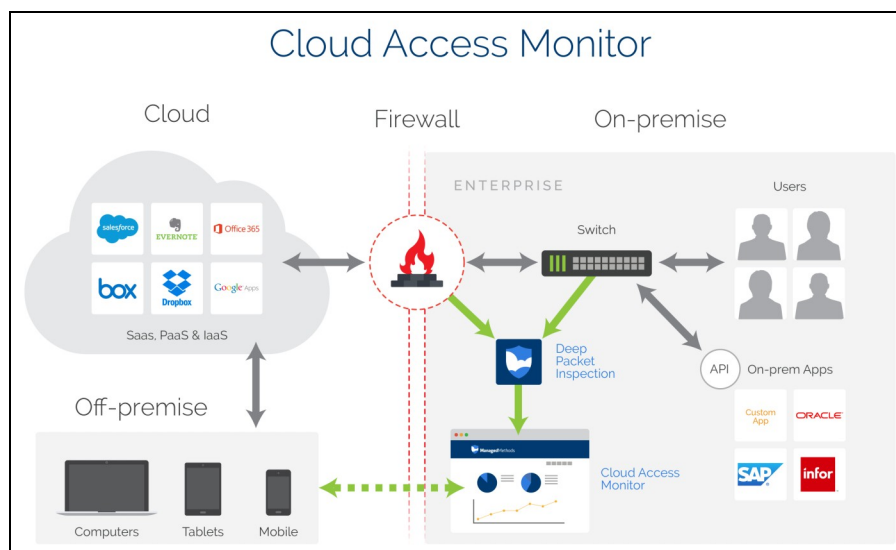 Cloud Access Monitor
Cloud
Firewall
On-premise
ENTERPRISE
Users
Switch
salesforce
EVERNOTE
Office 365
box
Dropbox
Google Apps
Saas, PaaS & IaaS
Deep
Packet
Inspection
API
On-prem Apps
Custom
App
ORACLE
SAP
infor
Off-premise
Computers
Tablets
Mobile
ManagedMethods
Cloud Access
Monitor